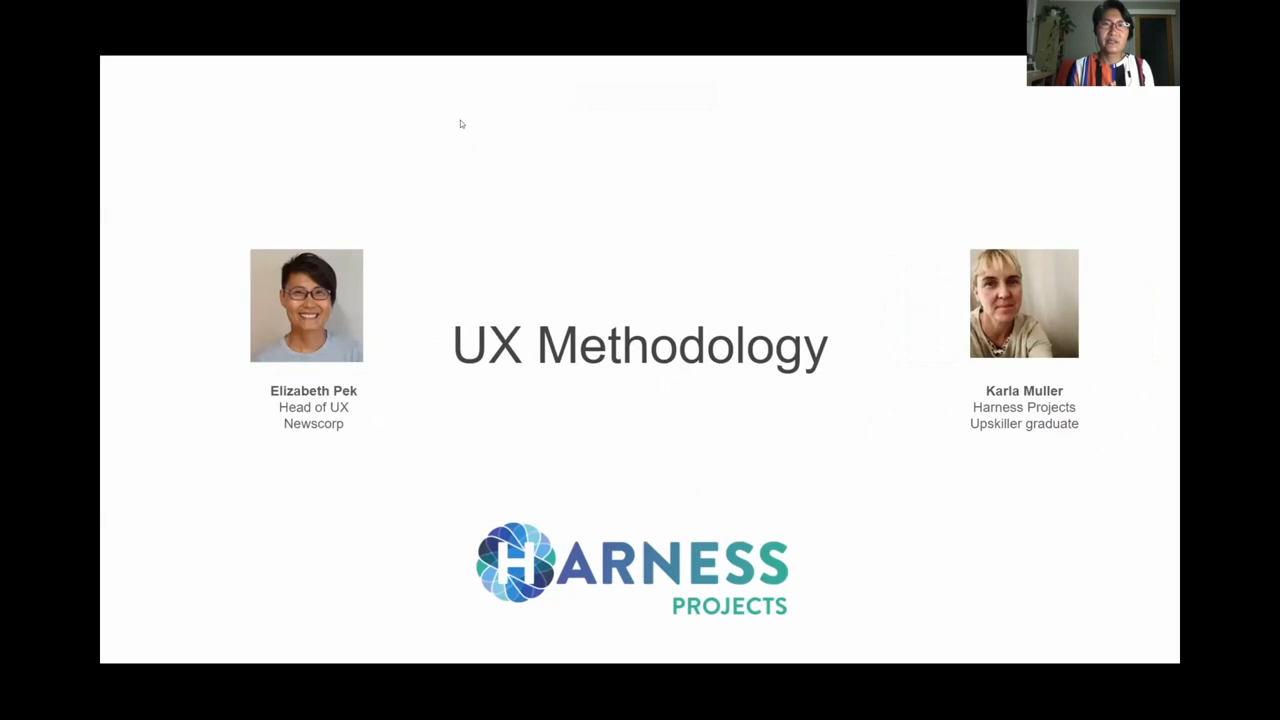 UX Methodology
Elizabeth Pek
Head of UX
Newscorp
Karla Muller
Harness Projects
Upskiller graduate
HARNESS
PROJECTS